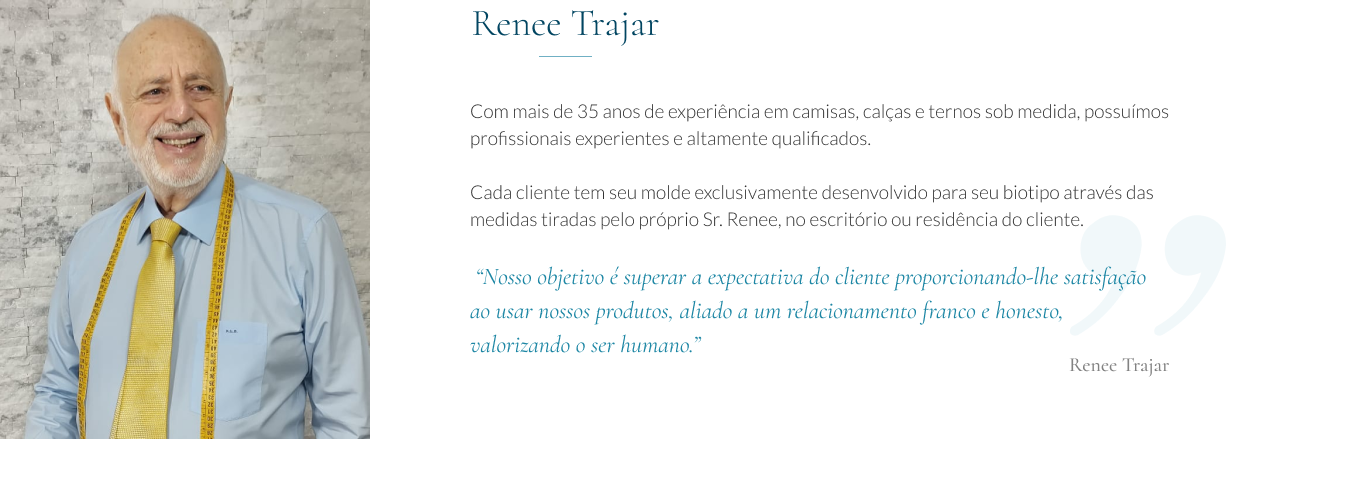 Renee Trajar
Com mais de 35 anos de experiência em camisas, calças e ternos sob medida, possuímos
profissionais experientes e altamente qualificados.
Cada cliente tem seu molde exclusivamente desenvolvido para seu biotipo através das
medidas tiradas pelo próprio Sr. Renee, no escritório ou residência do cliente.
“Nosso objetivo é superar a expectativa do cliente proporcionando-lhe satisfação
ao usar nossos produtos, aliado a um relacionamento franco e honesto,
valorizando o ser humano.”
Renee Trajar